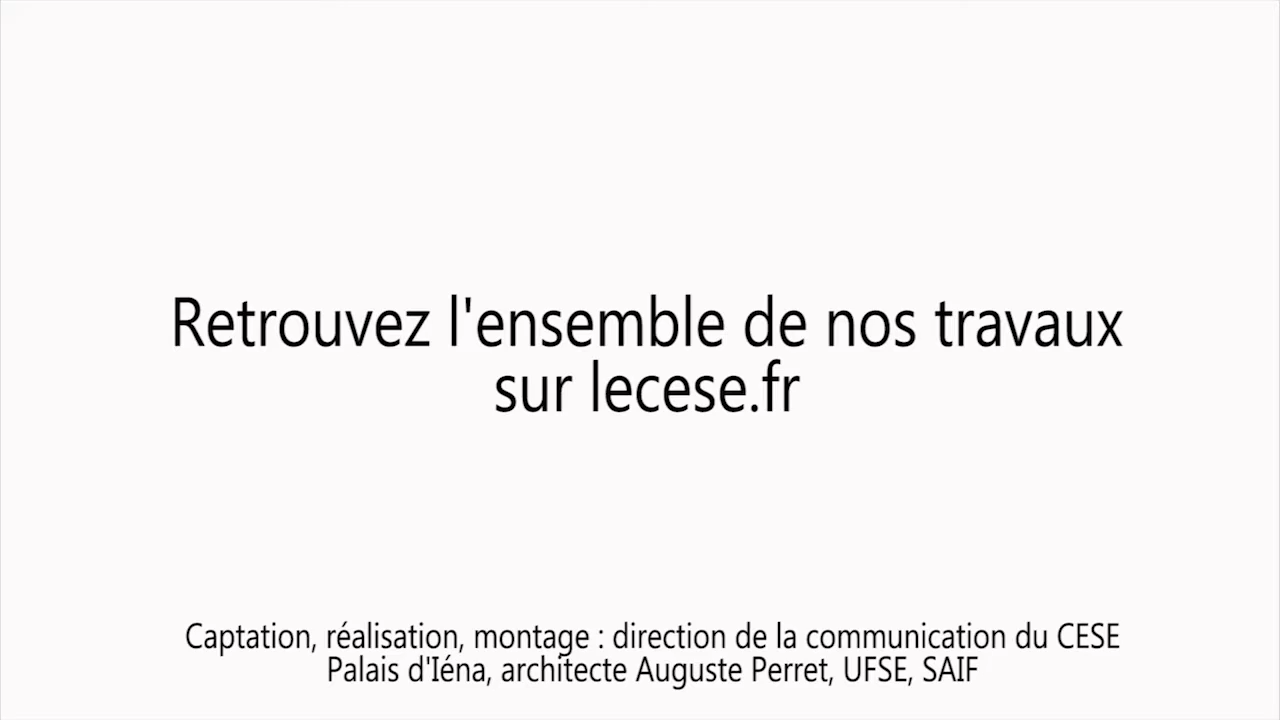 Retrouvez l'ensemble de nos travaux
sur lecese.fr
Captation, réalisation, montage : direction de la communication du CESE
Palais d'Iéna, architecte Auguste Perret, UFSE, SAIF